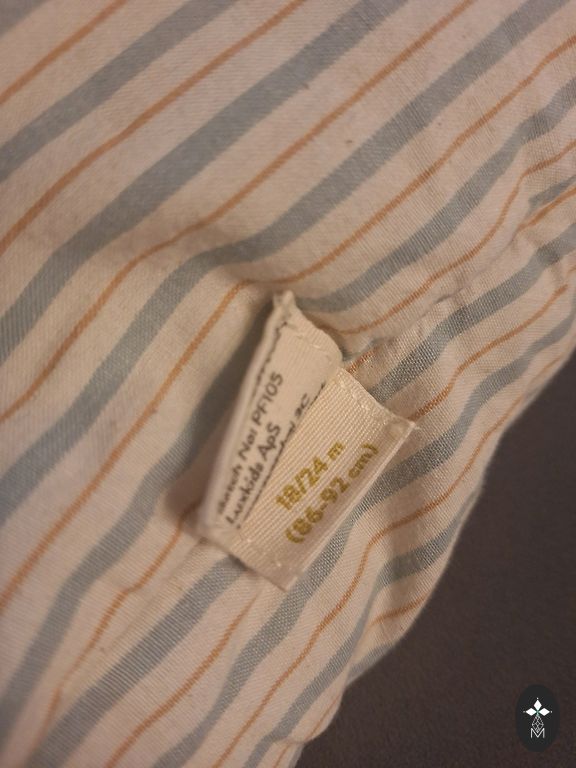 Batch No: PF105
Luxkids ApS
18/24 m
(86-92 cm)
M